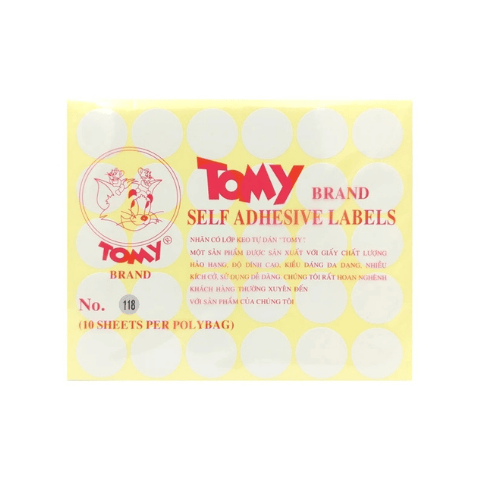 TOMY BRAND
SELF ADHESIVE LABELS
NHÃN CÓ LỚP KEO TỰ DÁN "TOMY".
MỘT SẢN PHẨM ĐƯỢC SẢN XUẤT VỚI GIẤY CHẤT LƯỢNG
HẢO HẠNG, ĐỘ DÍNH CAO, KIỂU DÁNG ĐA DẠNG, NHIỀU
KÍCH CỠ, SỬ DỤNG DỄ DÀNG. CHÚNG TÔI RẤT HOAN NGHÊNH
KHÁCH HÀNG THƯỜNG XUYÊN ĐẾN
VỚI SẢN PHẨM CỦA CHÚNG TÔI
TOMY ®
BRAND
No. 118
(10 SHEETS PER POLYBAG)